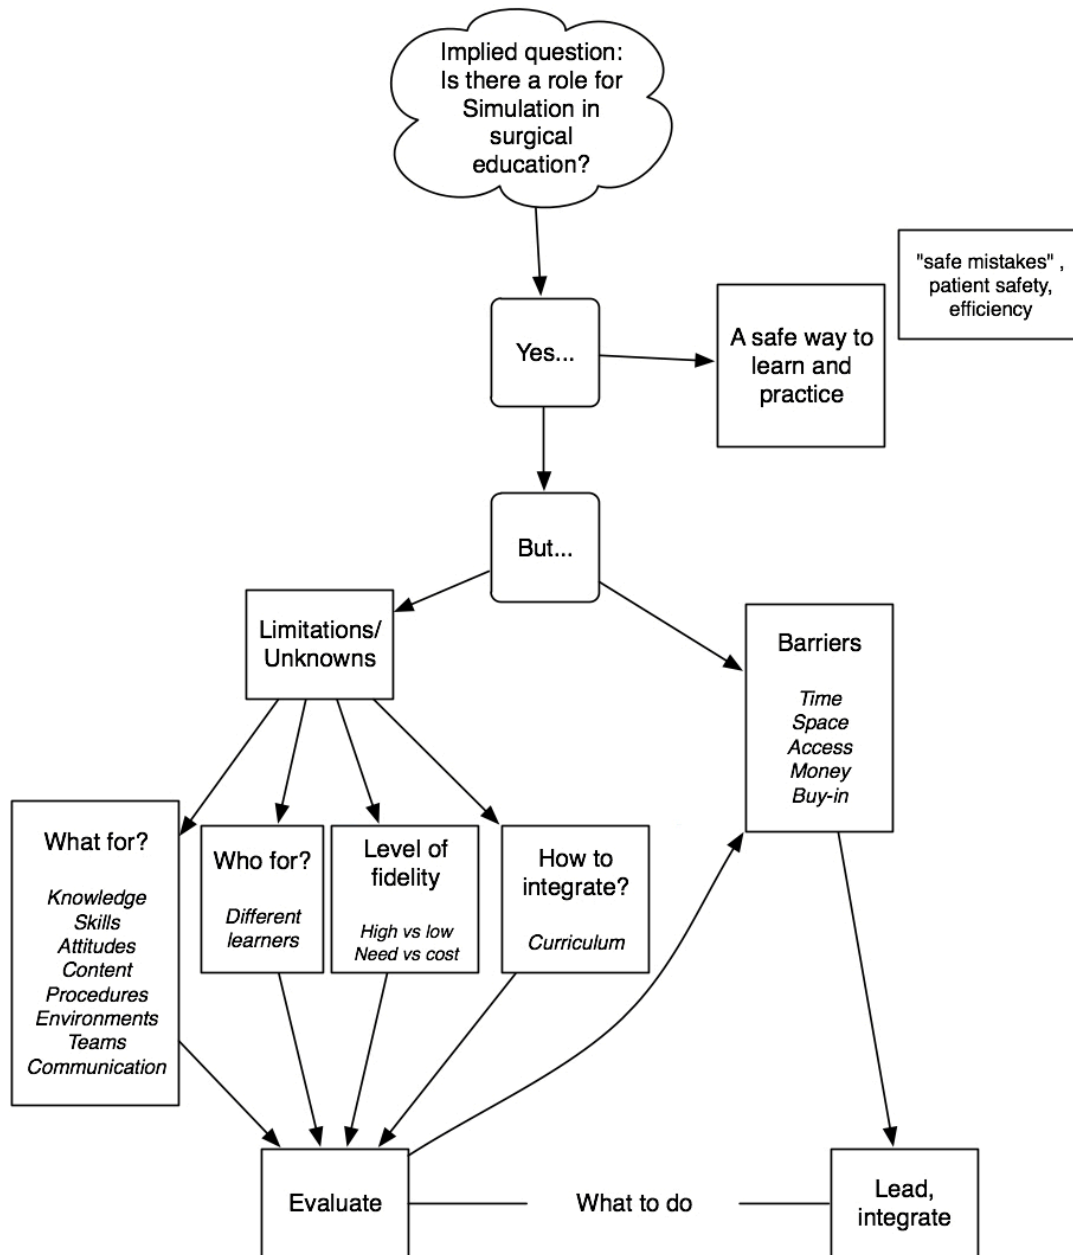 Implied question:
Is there a role for
Simulation in
surgical
education?
"safe mistakes" ,
patient safety,
efficiency
Yes...
A safe way to
learn and
practice
But...
Limitations/
Unknowns
Barriers
Time
Space
Access
Money
Buy-in
What for?
Knowledge
Skills
Attitudes
Content
Procedures
Environments
Teams
Communication
Who for?
Different
learners
Level of
fidelity
High vs low
Need vs cost
How to
integrate?
Curriculum
Evaluate
What to do
Lead,
integrate